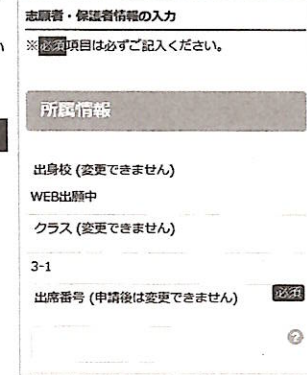 志願者・保護者情報の入力
い
※必須項目は必ずご記入ください。
所属情報
出身校 (変更できません)
WEB出願中
クラス (変更できません)
3-1
出席番号 (申請後は変更できません) 必須
?